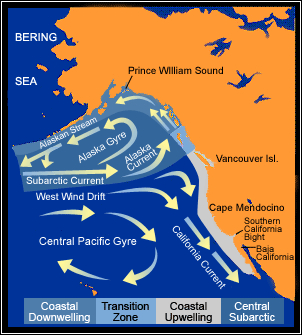 BERING
SEA
Prince William Sound
Alaskan Stream
Alaska Gyre
Alaska
Current
Subarctic Current
Vancouver Isl.
West Wind Drift
Cape Mendocino
Southern
California
Bight
Central Pacific Gyre
California Current
Baja
California
Coastal
Downwelling
Transition
Zone
Coastal
Upwelling
Central
Subarctic